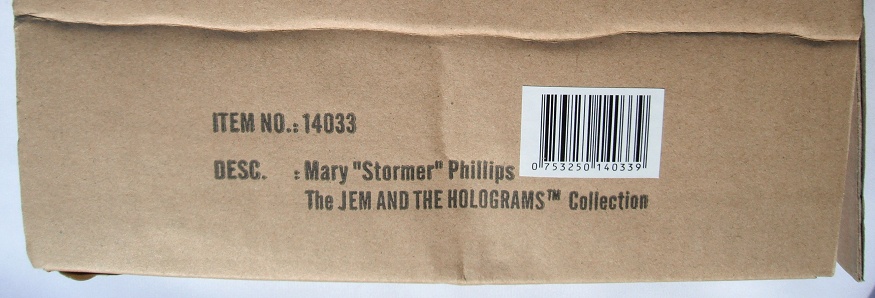 ITEM NO.: 14033
0 753250 140339
DESC. : Mary "Stormer" Phillips
The JEM AND THE HOLOGRAMS™ Collection